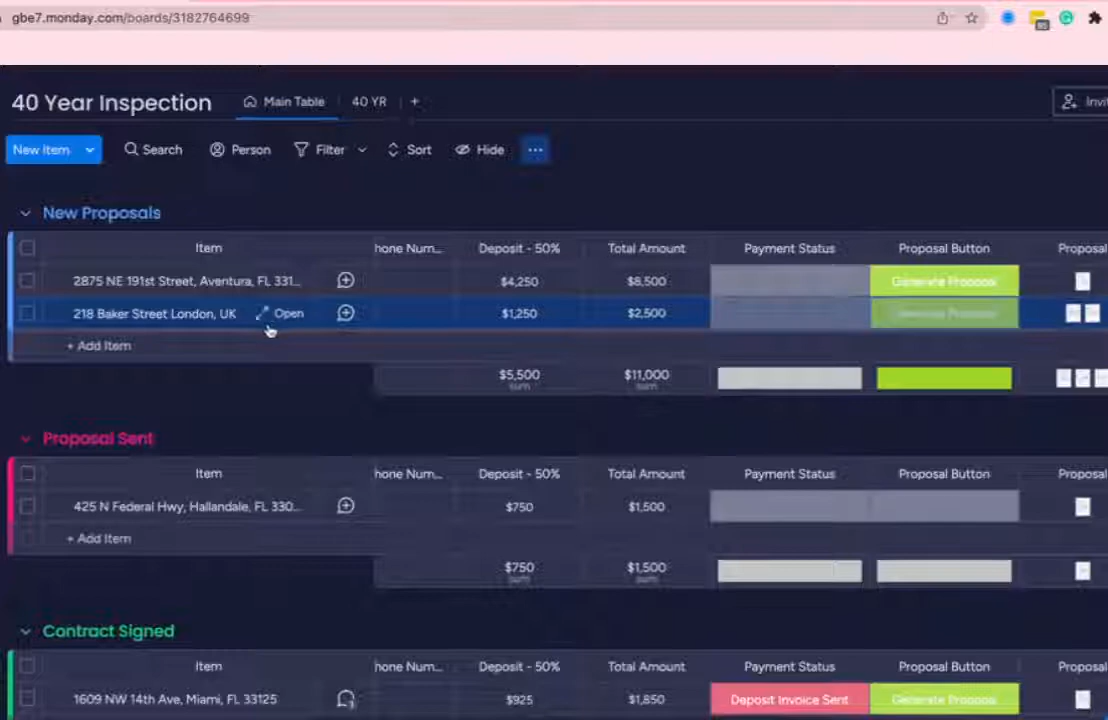 gbe7.monday.com/boards/3182764699
40 Year Inspection Main Table 40 YR +
New Item Search Person Filter Sort Hide ...
New Proposals
Item hone Num... Deposit - 50% Total Amount Payment Status Proposal Button Proposal
2875 NE 191st Street, Aventura, FL 331... $4,250 $8,500 Generate Proposal
218 Baker Street London, UK Open $1,250 $2,500 Generate Proposal
+ Add Item
$5,500 $11,000
sum sum
Proposal Sent
Item hone Num... Deposit - 50% Total Amount Payment Status Proposal Button Proposal
425 N Federal Hwy, Hallandale, FL 330... $750 $1,500
+ Add Item
$750 $1,500
sum sum
Contract Signed
Item hone Num... Deposit - 50% Total Amount Payment Status Proposal Button Proposal
1609 NW 14th Ave, Miami, FL 33125 $925 $1,850 Deposit Invoice Sent Generate Proposal